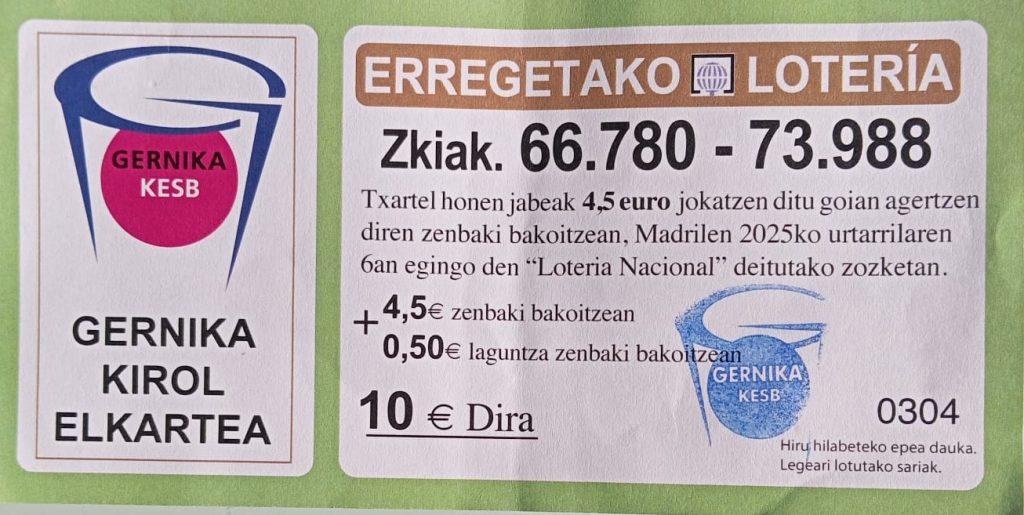 GERNIKA
KESB
GERNIKA
KIROL
ELKARTEA
ERREGETAKO LOTERÍA
Zkiak. 66.780 - 73.988
Txartel honen jabeak 4,5 euro jokatzen ditu goian agertzen
diren zenbaki bakoitzean, Madrilen 2025ko urtarrilaren
6an egingo den “Loteria Nacional” deitutako zozketan.
+ 4,5€ zenbaki bakoitzean
0,50€ laguntza zenbaki bakoitzean
10 € Dira
GERNIKA
KESB
0304
Hiru hilabeteko epea dauka.
Legeari lotutako sariak.